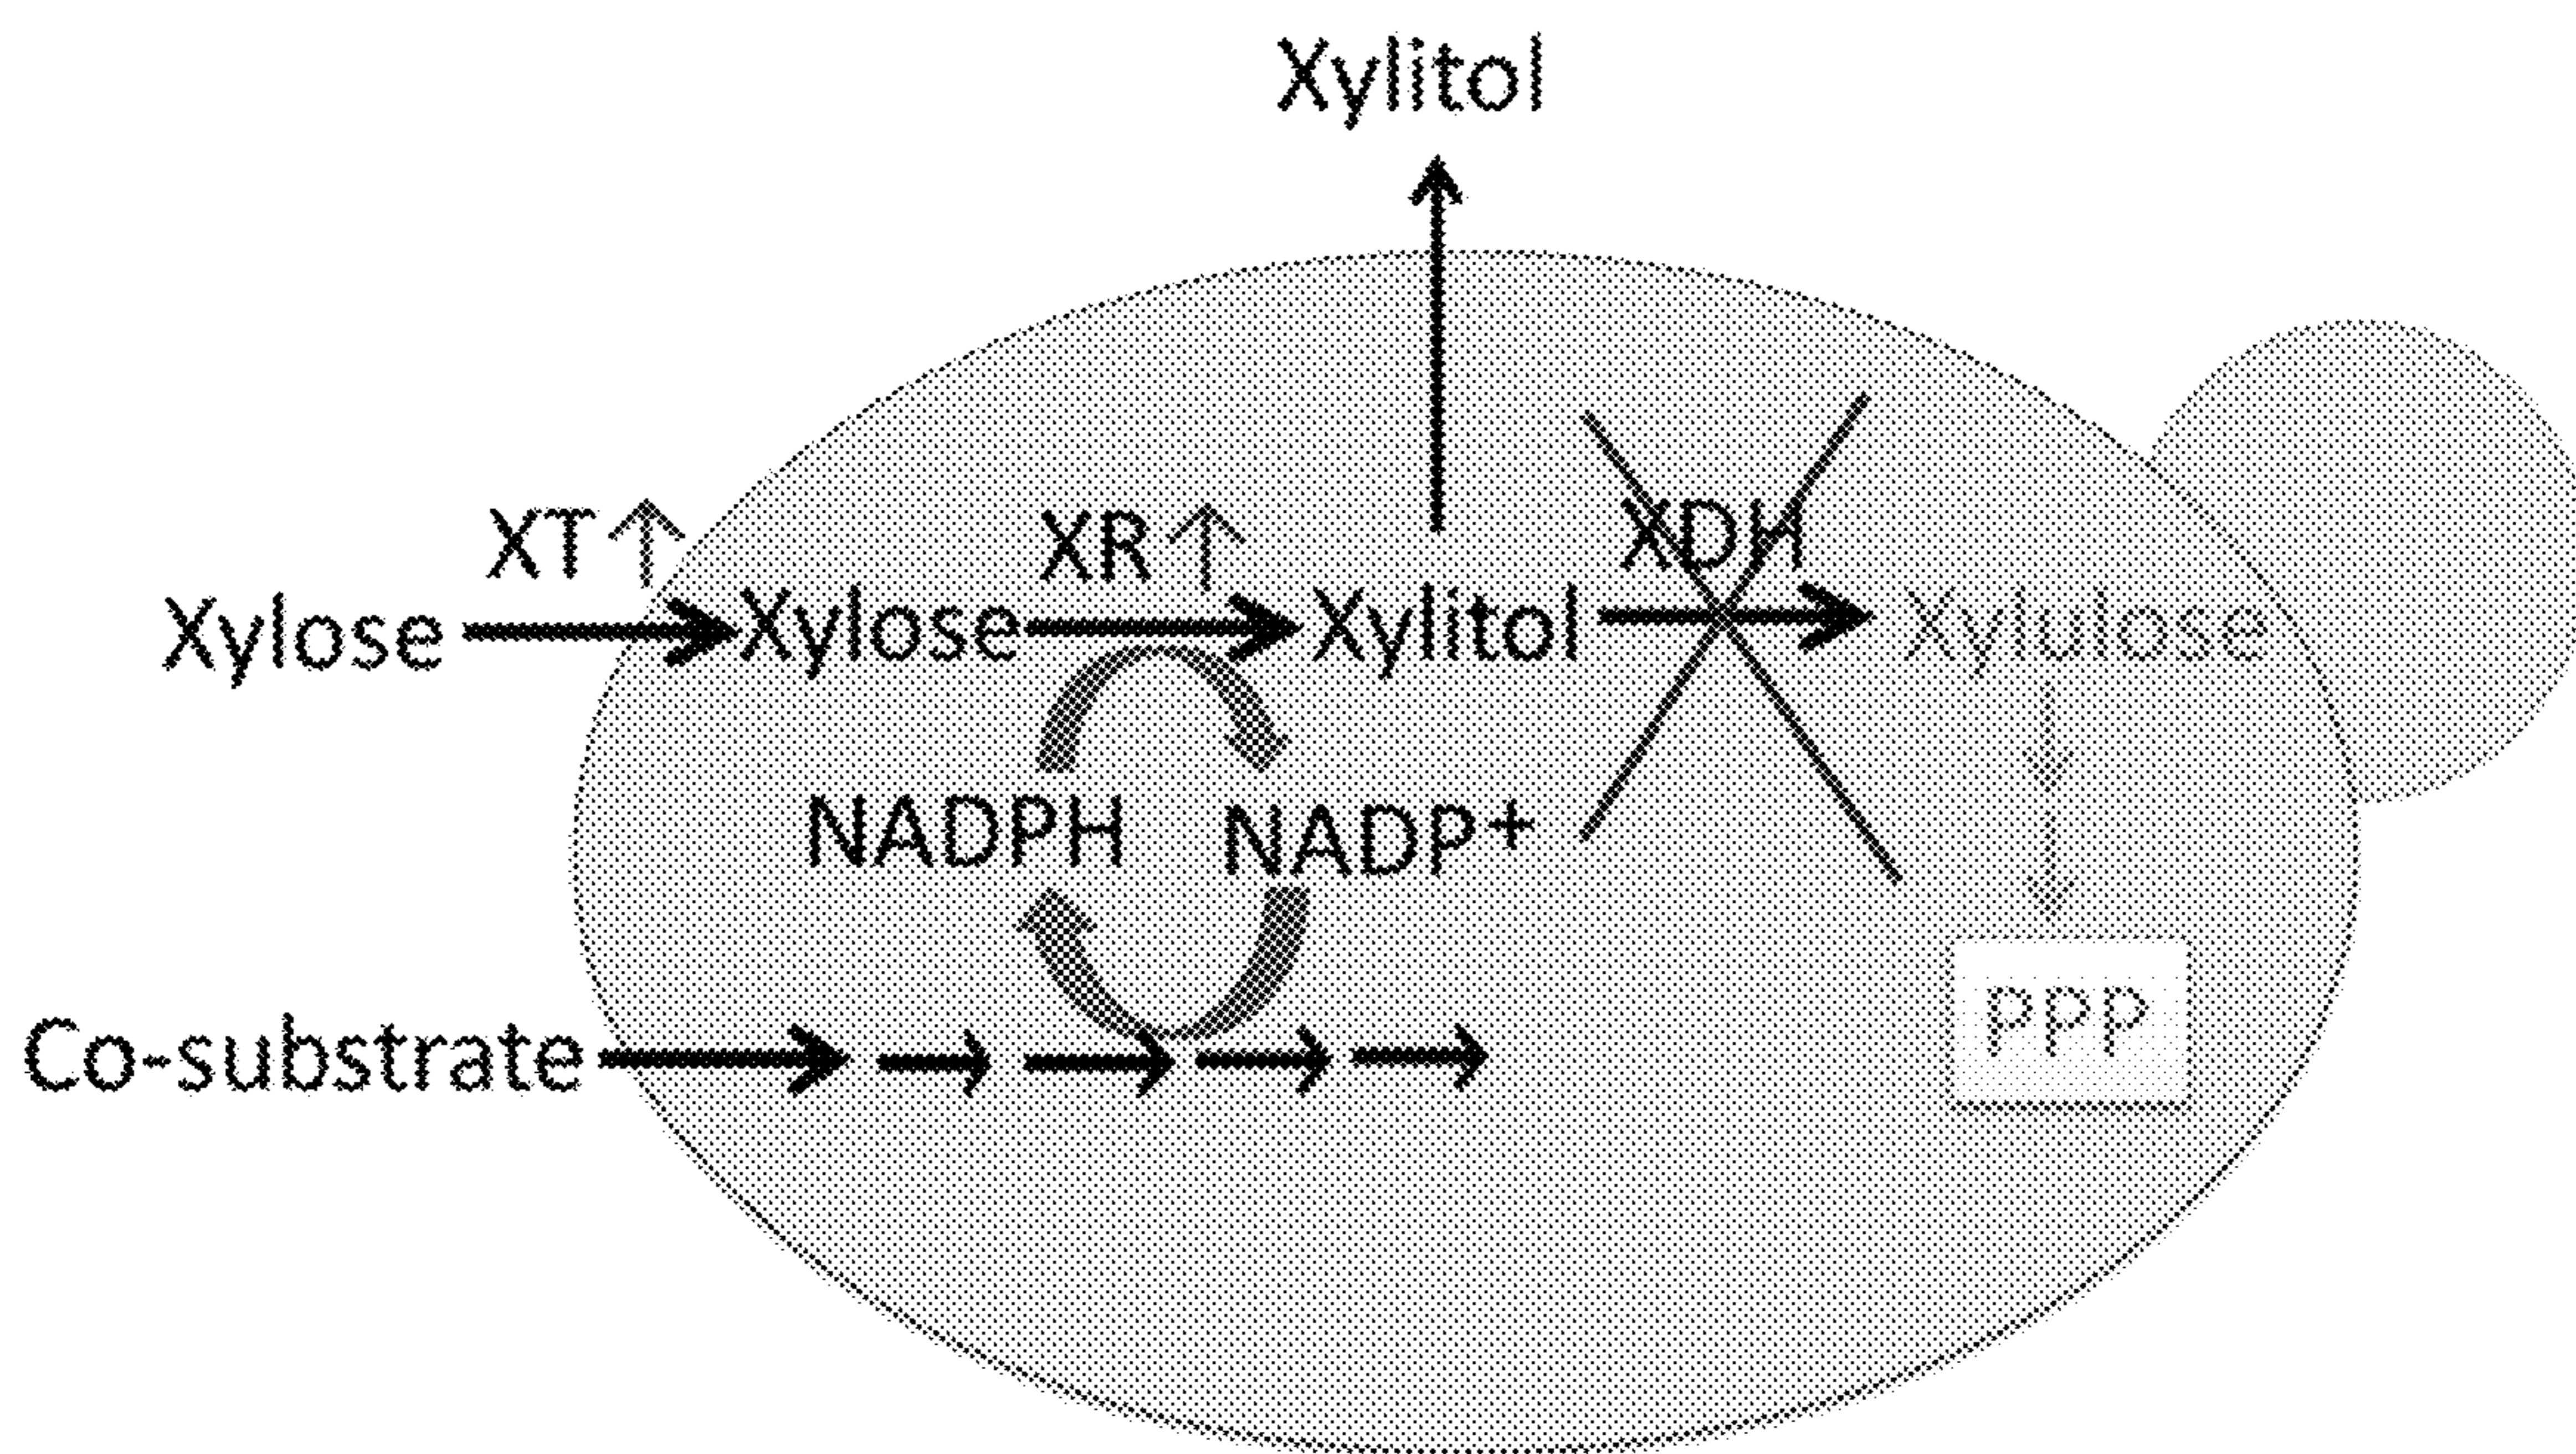 Xylitol
XT↑ XR↑ XDH
Xylose Xylose Xylitol Xylulose
NADPH NADP+
PPP
Co-substrate